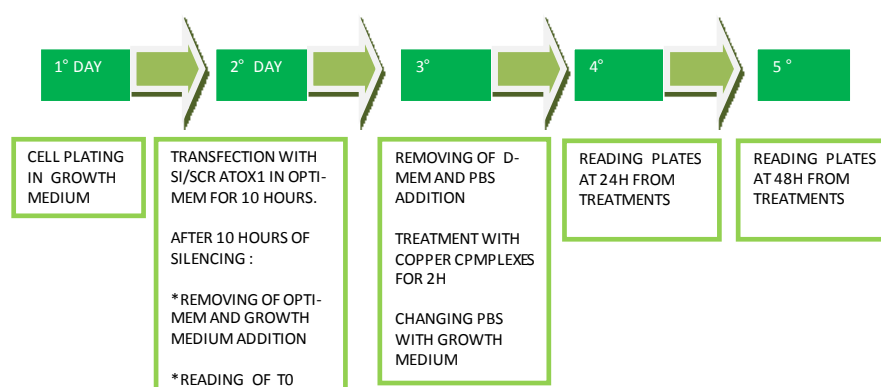 1° DAY
2° DAY
3°
4°
5 °
CELL PLATING
IN GROWTH
MEDIUM
TRANSFECTION WITH
SI/SCR ATOX1 IN OPTI-
MEM FOR 10 HOURS.
AFTER 10 HOURS OF
SILENCING :
*REMOVING OF OPTI-
MEM AND GROWTH
MEDIUM ADDITION
*READING OF T0
REMOVING OF D-
MEM AND PBS
ADDITION
TREATMENT WITH
COPPER CPMPLEXES
FOR 2H
CHANGING PBS
WITH GROWTH
MEDIUM
READING PLATES
AT 24H FROM
TREATMENTS
READING PLATES
AT 48H FROM
TREATMENTS